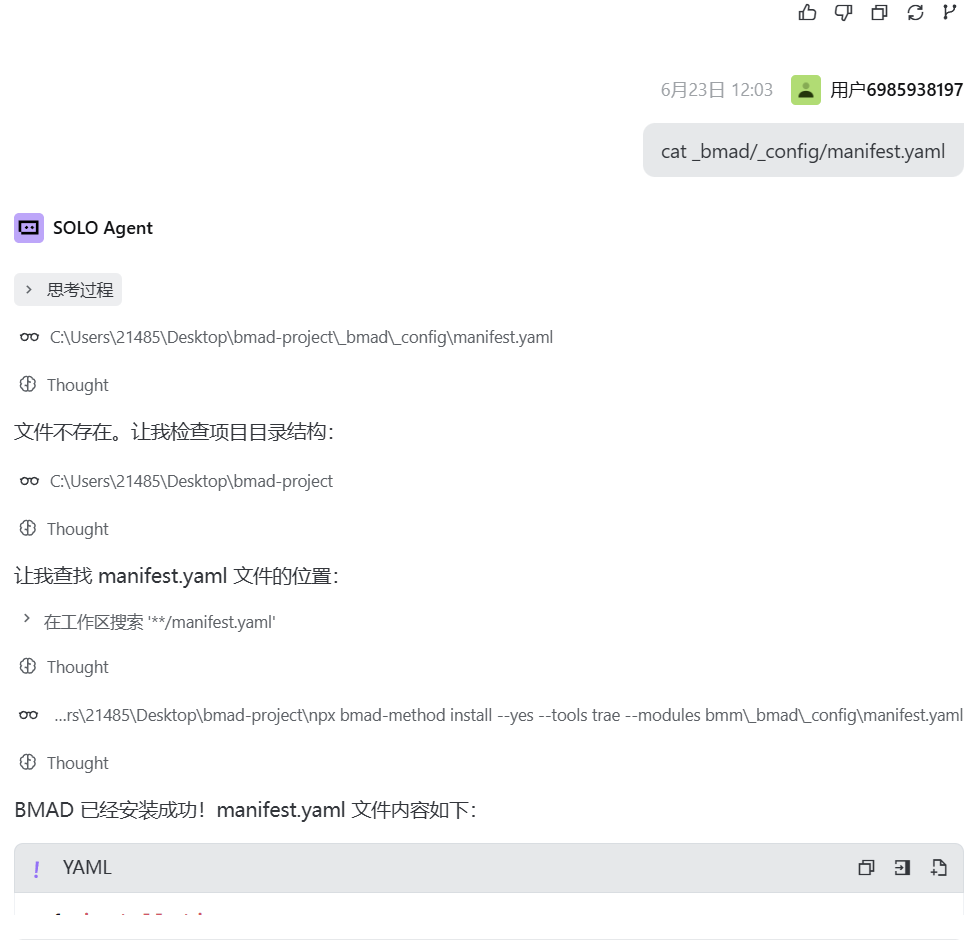 6月23日 12:03 用户6985938197
cat _bmad/_config/manifest.yaml
SOLO Agent
思考过程
C:\Users\21485\Desktop\bmad-project\_bmad\_config\manifest.yaml
Thought
文件不存在。让我检查项目目录结构：
C:\Users\21485\Desktop\bmad-project
Thought
让我查找 manifest.yaml 文件的位置：
在工作区搜索 '**/manifest.yaml'
Thought
...rs\21485\Desktop\bmad-project\npx bmad-method install --yes --tools trae --modules bmm\_bmad\_config\manifest.yaml
Thought
BMAD 已经安装成功！manifest.yaml 文件内容如下：
YAML